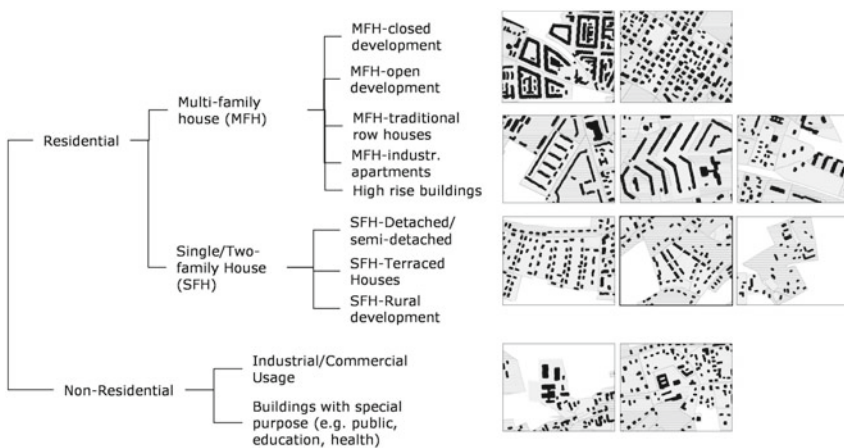 MFH-closed
development
MFH-open
development
Multi-family
house (MFH)
MFH-traditional
row houses
Residential
MFH-industr.
apartments
High rise buildings
SFH-Detached/
semi-detached
Single/Two-
family House
(SFH)
SFH-Terraced
Houses
SFH-Rural
development
Industrial/Commercial
Usage
Non-Residential
Buildings with special
purpose (e.g. public,
education, health)